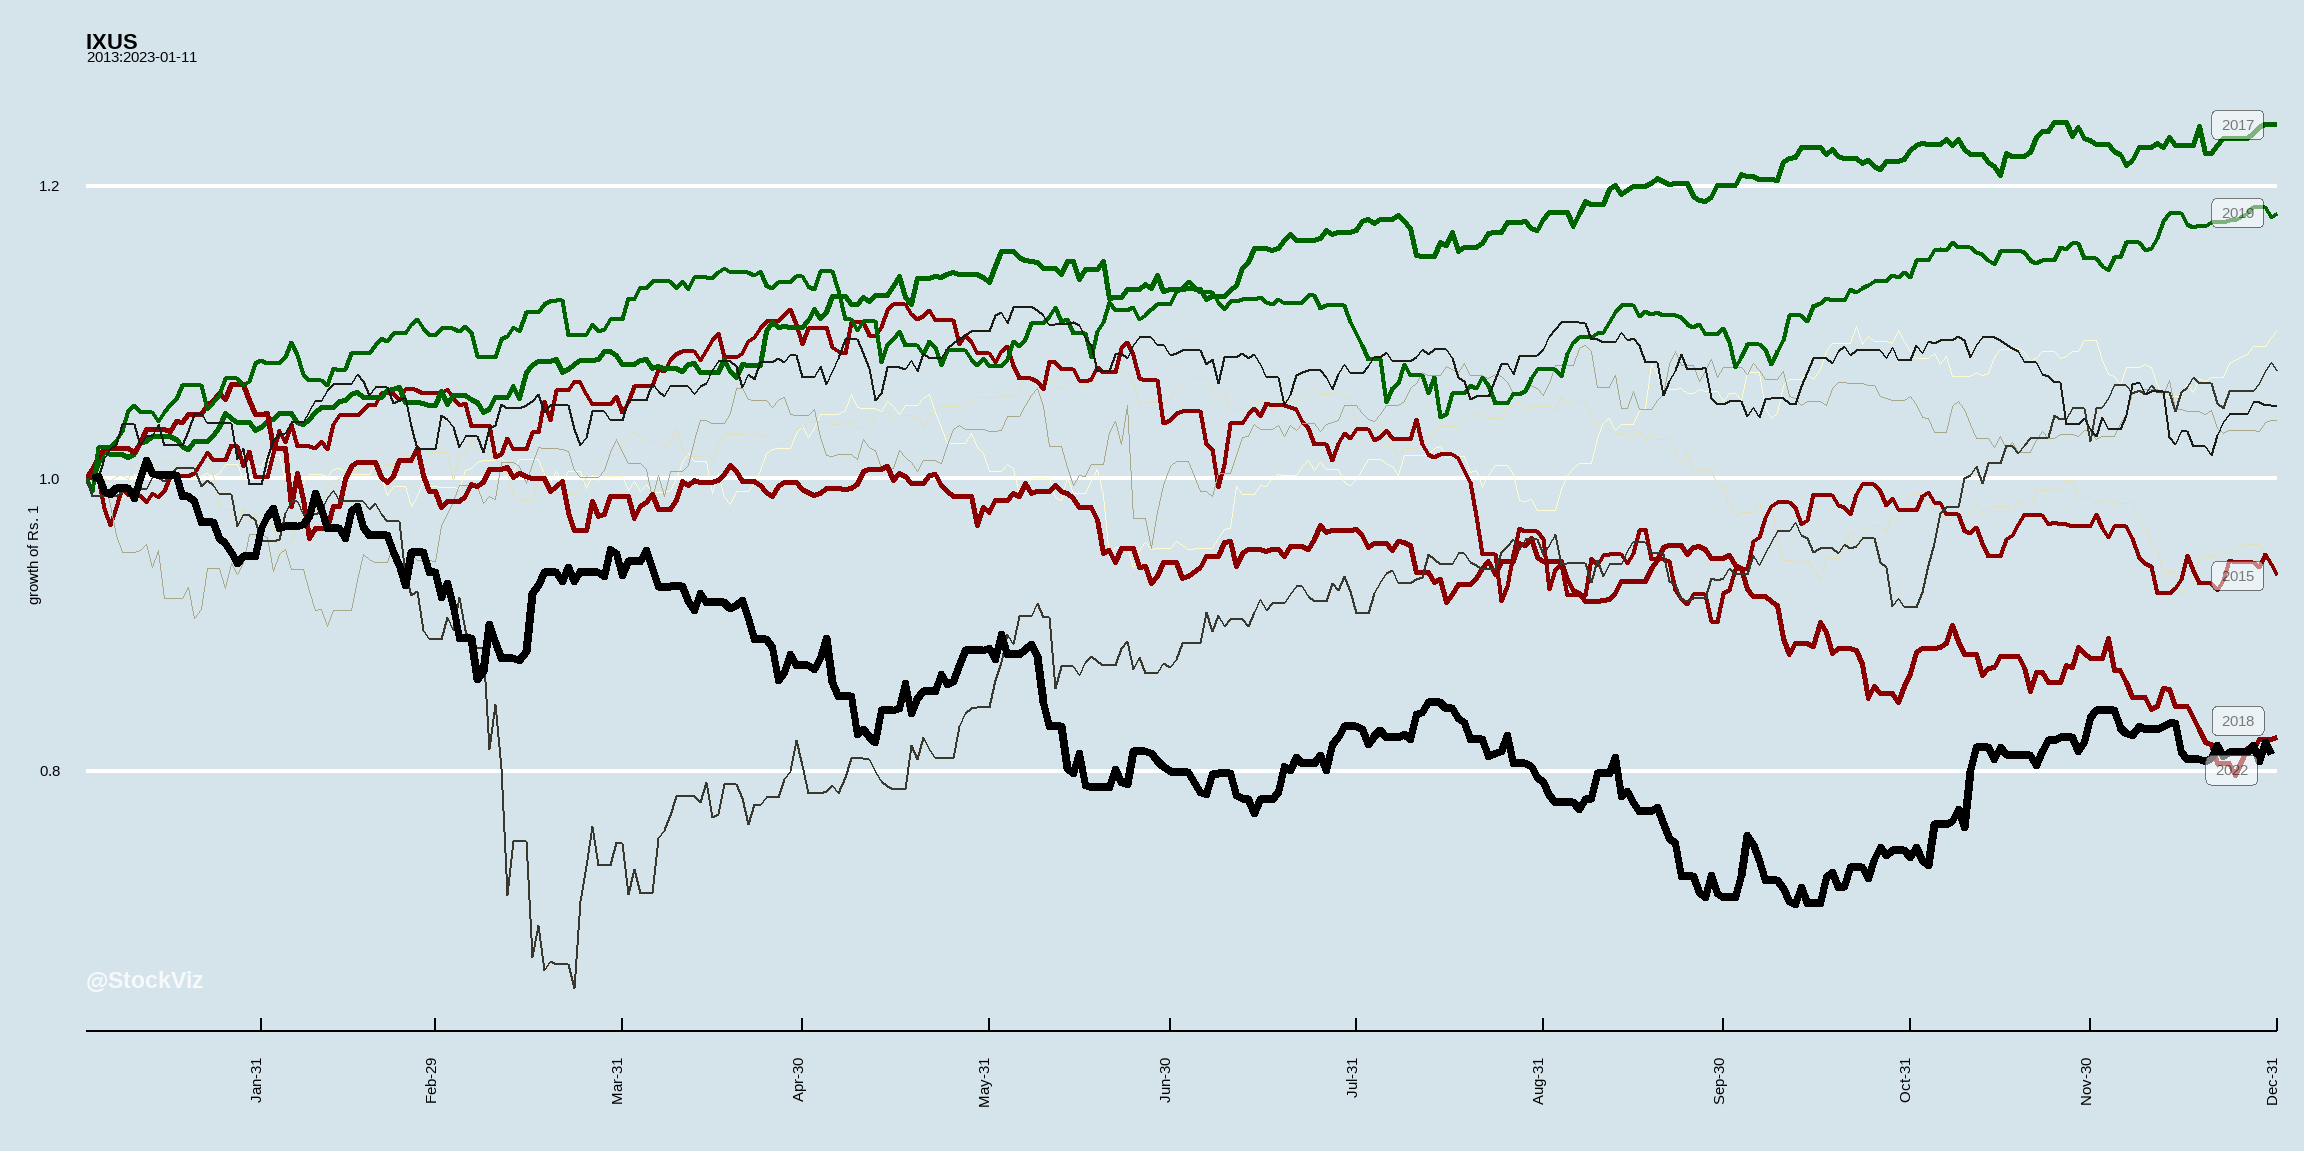 IXUS
2013:2023-01-11
2017
1.2
2019
1.0
growth of Rs. 1
2015
2018
0.8
2022
@StockViz
Jan-31
Feb-29
Mar-31
Apr-30
May-31
Jun-30
Jul-31
Aug-31
Sep-30
Oct-31
Nov-30
Dec-31